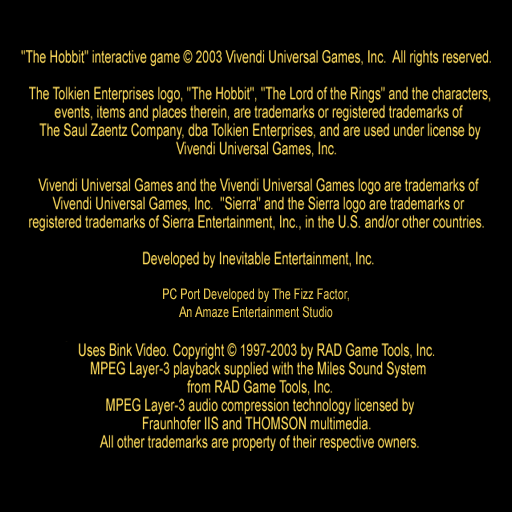 "The Hobbit" interactive game © 2003 Vivendi Universal Games, Inc.  All rights reserved.
The Tolkien Enterprises logo, "The Hobbit", "The Lord of the Rings" and the characters,
events, items and places therein, are trademarks or registered trademarks of
The Saul Zaentz Company, dba Tolkien Enterprises, and are used under license by
Vivendi Universal Games, Inc.
Vivendi Universal Games and the Vivendi Universal Games logo are trademarks of
Vivendi Universal Games, Inc.  "Sierra" and the Sierra logo are trademarks or
registered trademarks of Sierra Entertainment, Inc., in the U.S. and/or other countries.
Developed by Inevitable Entertainment, Inc.
PC Port Developed by The Fizz Factor,
An Amaze Entertainment Studio
Uses Bink Video. Copyright © 1997-2003 by RAD Game Tools, Inc.
MPEG Layer-3 playback supplied with the Miles Sound System
from RAD Game Tools, Inc.
MPEG Layer-3 audio compression technology licensed by
Fraunhofer IIS and THOMSON multimedia.
All other trademarks are property of their respective owners.